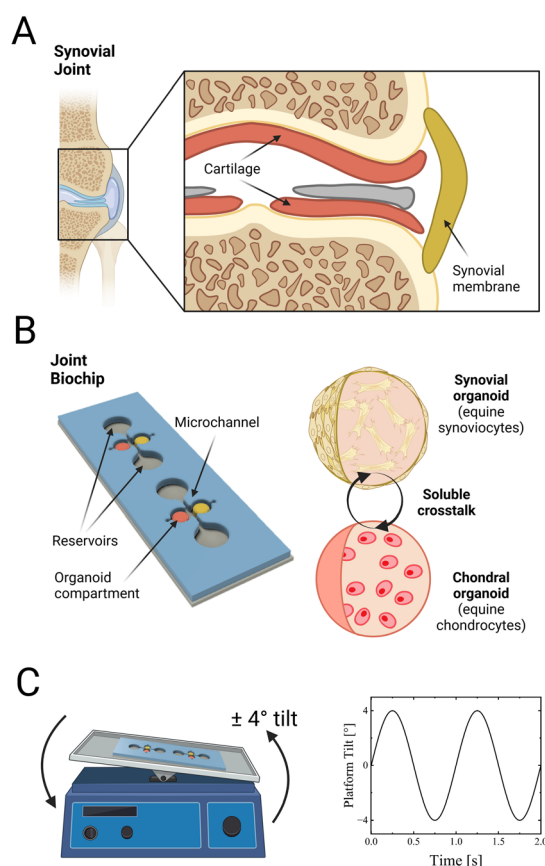 A
Synovial
Joint
Cartilage
Synovial
membrane
B
Joint
Biochip
Microchannel
Reservoirs
Organoid
compartment
Synovial
organoid
(equine
synoviocytes)
Soluble
crosstalk
Chondral
organoid
(equine
chondrocytes)
C
± 4° tilt
Platform Tilt [°]
4
0
−4
0.0
0.5
1.0
1.5
2.0
Time [s]